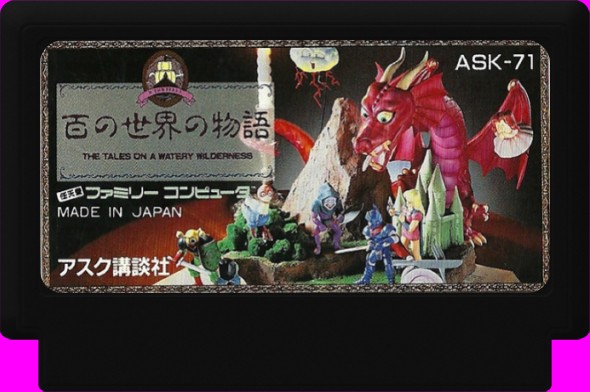 ASK-71
百の世界の物語
THE TALES ON A WATERY WILDERNESS
ファミリー コンピュータ
MADE IN JAPAN
アスク講談社